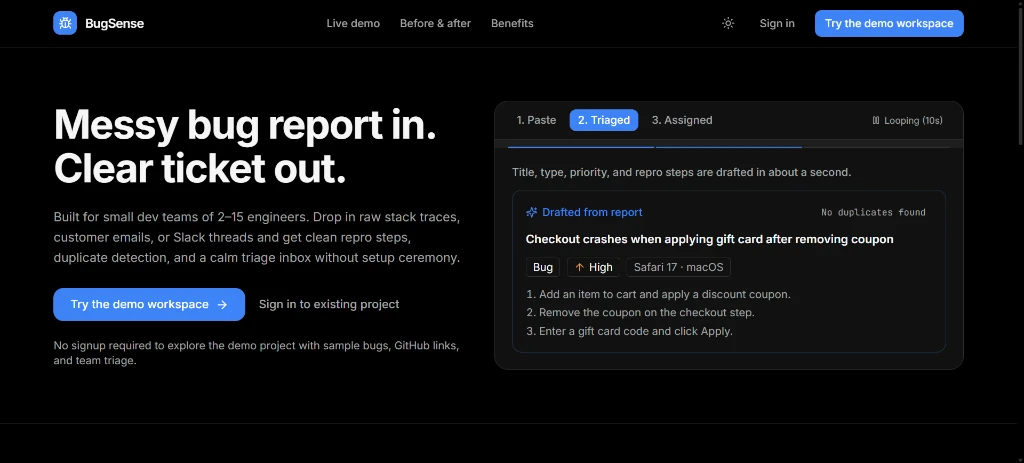 BugSense
Live demo
Before & after
Benefits
Sign in
Try the demo workspace
Messy bug report in.
Clear ticket out.
Built for small dev teams of 2–15 engineers. Drop in raw stack traces,
customer emails, or Slack threads and get clean repro steps,
duplicate detection, and a calm triage inbox without setup ceremony.
Try the demo workspace →
Sign in to existing project
No signup required to explore the demo project with sample bugs, GitHub links,
and team triage.
1. Paste
2. Triaged
3. Assigned
Looping (10s)
Title, type, priority, and repro steps are drafted in about a second.
Drafted from report
No duplicates found
Checkout crashes when applying gift card after removing coupon
Bug
↑ High
Safari 17 · macOS
1. Add an item to cart and apply a discount coupon.
2. Remove the coupon on the checkout step.
3. Enter a gift card code and click Apply.